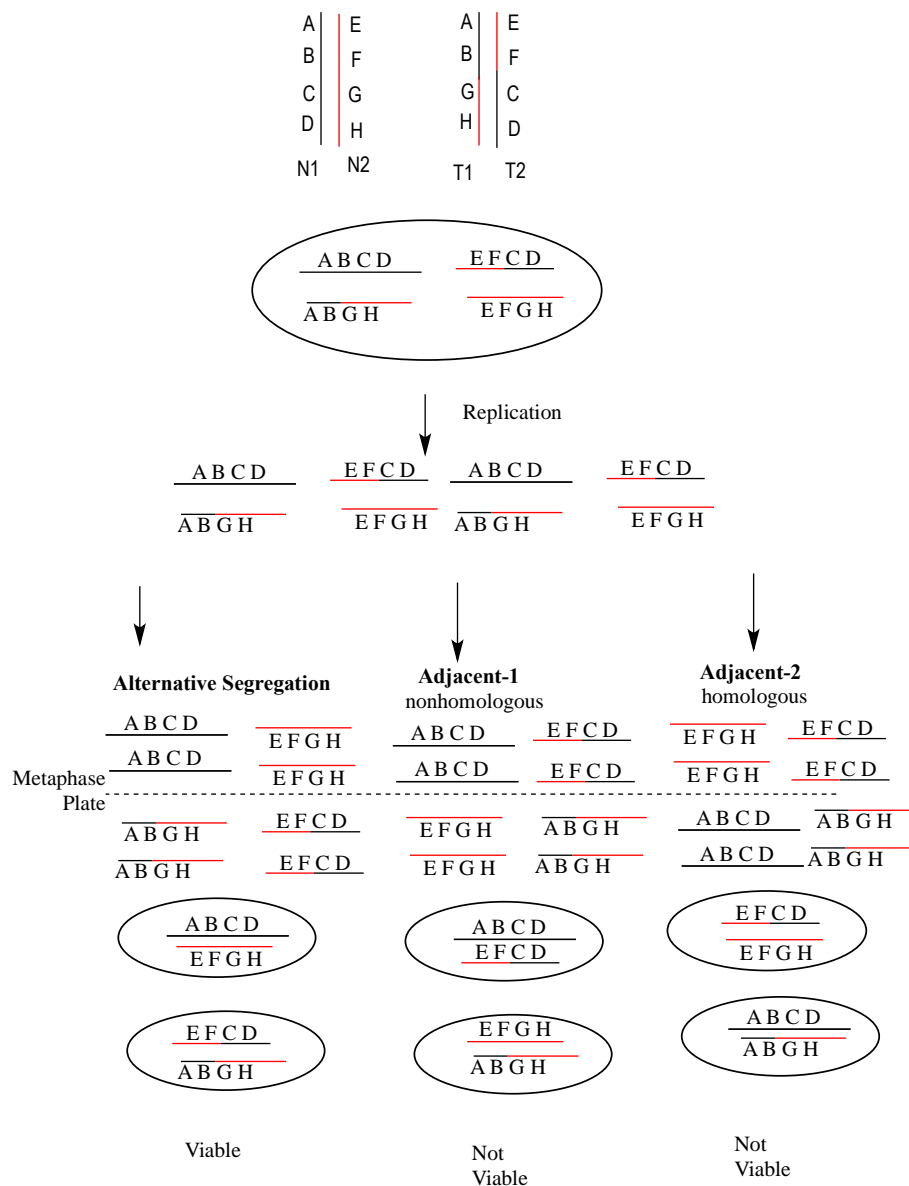 A E A E
B F B F
C G G C
D H H D
N1 N2 T1 T2
A B C D E F C D
A B G H E F G H
Replication
A B C D E F C D A B C D E F C D
A B G H E F G H A B G H E F G H
Alternative Segregation
Adjacent-1
nonhomologous
Adjacent-2
homologous
A B C D E F G H A B C D E F C D E F G H E F C D
A B C D E F G H A B C D E F C D E F G H E F C D
Metaphase
Plate
A B G H E F C D E F G H A B G H A B C D A B G H
A B G H E F C D E F G H A B G H A B C D A B G H
A B C D
E F G H
A B C D
E F C D
E F C D
E F G H
E F C D
A B G H
E F G H
A B G H
A B C D
A B G H
Viable
Not
Viable
Not
Viable